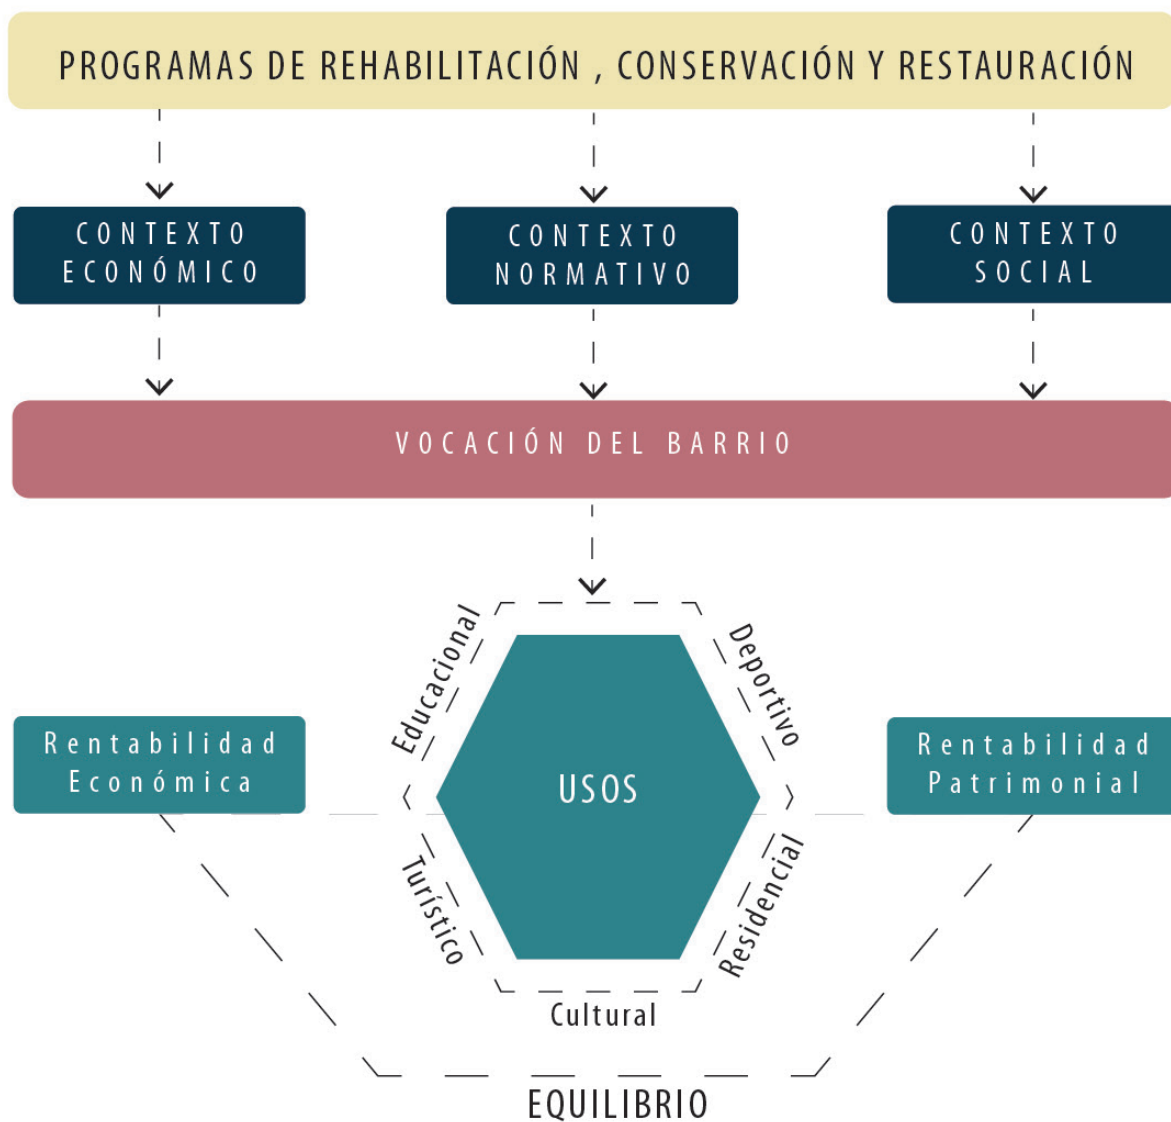 PROGRAMAS DE REHABILITACIÓN , CONSERVACIÓN Y RESTAURACIÓN
CONTEXTO
ECONÓMICO
CONTEXTO
NORMATIVO
CONTEXTO
SOCIAL
VOCACIÓN DEL BARRIO
Educacional
Deportivo
Rentabilidad
Económica
USOS
Rentabilidad
Patrimonial
Turístico
Residencial
Cultural
EQUILIBRIO